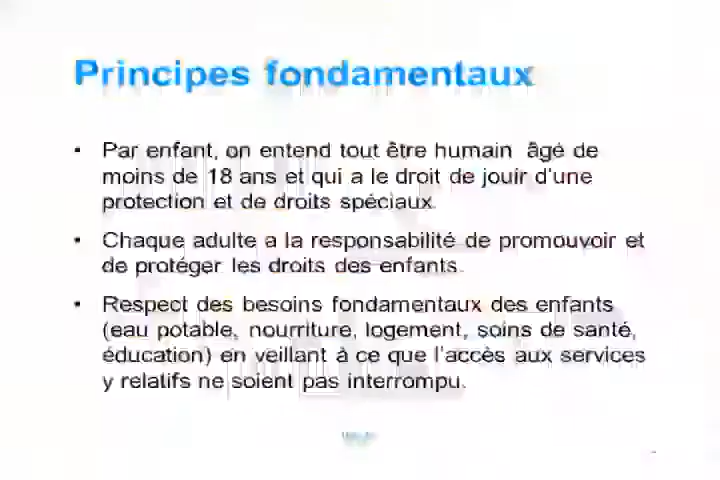 Principes fondamentaux
• Par enfant, on entend tout être humain âgé de
moins de 18 ans et qui a le droit de jouir d'une
protection et de droits spéciaux.
• Chaque adulte a la responsabilité de promouvoir et
de protéger les droits des enfants.
• Respect des besoins fondamentaux des enfants
(eau potable, nourriture, logement, soins de santé,
éducation) en veillant à ce que l'accès aux services
y relatifs ne soient pas interrompu.